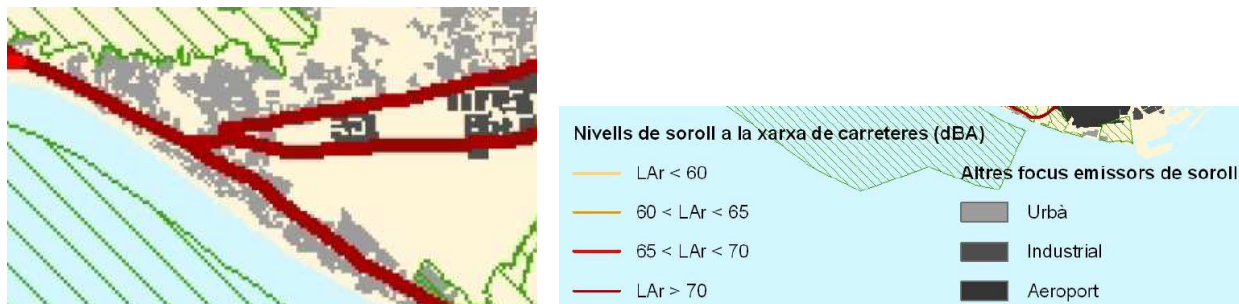 Nivells de soroll a la xarxa de carreteres (dBA)
LAr < 60
60 < LAr < 65
65 < LAr < 70
LAr > 70
Altres focus emissors de soroll
Urbà
Industrial
Aeroport